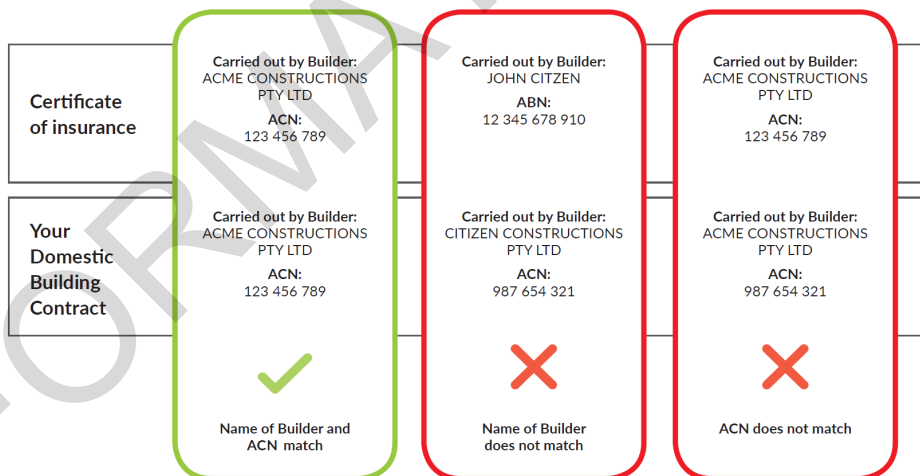 Certificate
of insurance
Carried out by Builder:
ACME CONSTRUCTIONS
PTY LTD
ACN:
123 456 789
Carried out by Builder:
JOHN CITZEN
ABN:
12 345 678 910
Carried out by Builder:
ACME CONSTRUCTIONS
PTY LTD
ACN:
123 456 789
Your
Domestic
Building
Contract
Carried out by Builder:
ACME CONSTRUCTIONS
PTY LTD
ACN:
123 456 789
Carried out by Builder:
CITIZEN CONSTRUCTIONS
PTY LTD
ACN:
987 654 321
Carried out by Builder:
ACME CONSTRUCTIONS
PTY LTD
ACN:
987 654 321
Name of Builder and
ACN match
Name of Builder
does not match
ACN does not match